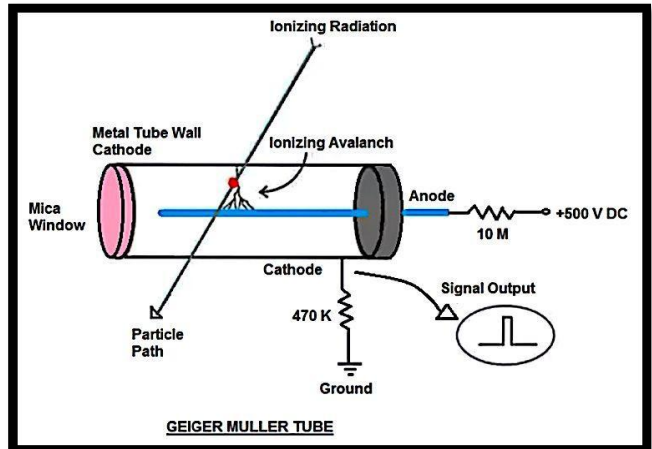 Ionizing Radiation
Metal Tube Wall
Cathode
Ionizing Avalanch
Mica
Window
Anode
10 M
+500 V DC
Cathode
Signal Output
470 K
Particle
Path
Ground
GEIGER MULLER TUBE